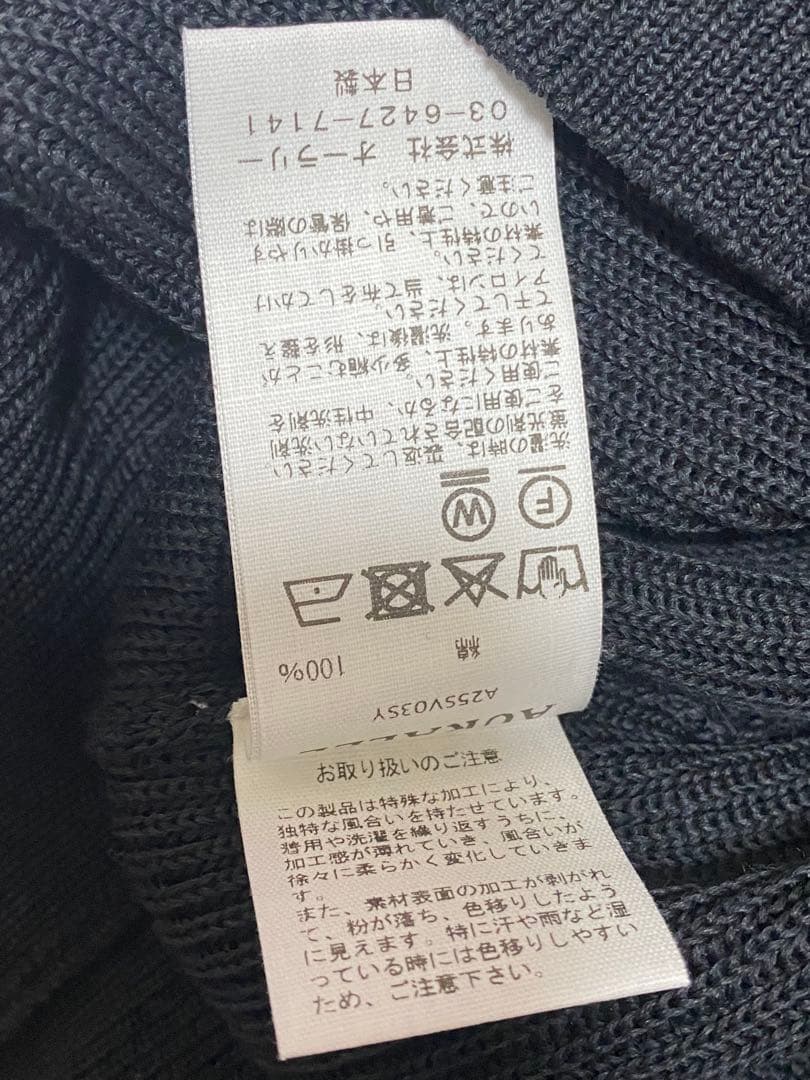 AURALEE
A25SV03SY
綿
100%
洗濯の時は、裏返してください
蛍光剤の配合されていない洗剤
をご使用になるか、中性洗剤を
ご使用ください。
素材の特性上、多少縮むことが
あります。洗濯後は、形を整え
て干してください
アイロンは、当て布をしてかけ
てください。
素材の特性上、引っ掛かりやす
いので、ご着用や、保管の際は
ご注意ください。
株式会社 オーラリー
03-6427-7141
日本製
お取り扱いのご注意
この製品は特殊な加工により、
独特な風合いを持たせています。
着用や洗濯を繰り返すうちに、
加工感が薄れていき、風合いが
徐々に柔らかく変化していきま
す。
また、素材表面の加工が剥がれ
て、粉が落ち、色移りしたよう
に見えます。特に汗や雨など湿
っている時には色移りしやすい
ため、ご注意下さい。